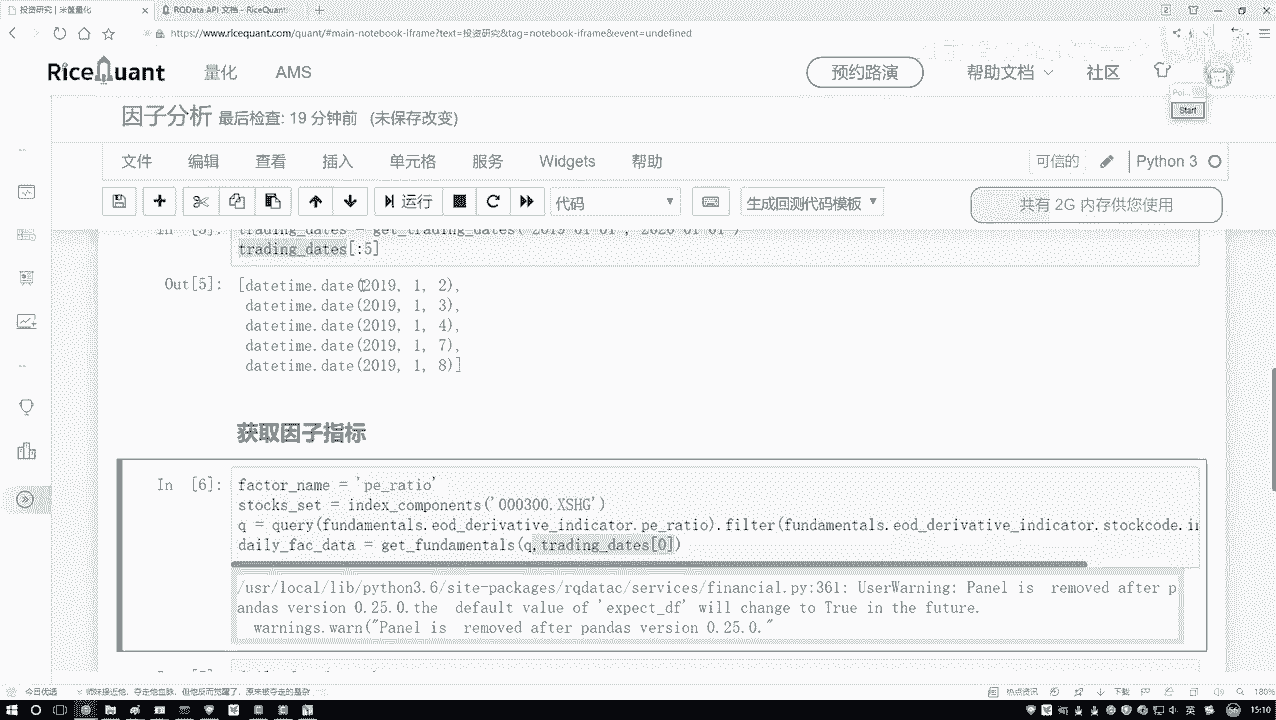 投资研究 | 米筐量化
RQData API 文档 - RiceQuant
https://www.ricequant.com/quant/#main-notebook-iframe?text=投资研究&tag=notebook-iframe&event=undefined
RiceQuant
量化
AMS
预约路演
帮助文档
社区
Start
因子分析 最后检查: 19 分钟前 (未保存改变)
文件
编辑
查看
插入
单元格
服务
Widgets
帮助
可信的
Python 3
运行
代码
生成回测代码模板
共有 2G 内存供您使用
trading_dates = get_trading_dates('2019-01-01', '2020-01-01')
trading_dates[:5]
Out[5]: [datetime.date(2019, 1, 2),
datetime.date(2019, 1, 3),
datetime.date(2019, 1, 4),
datetime.date(2019, 1, 7),
datetime.date(2019, 1, 8)]
获取因子指标
In [6]: factor_name = 'pe_ratio'
stocks_set = index_components('000300.XSHG')
q = query(fundamentals.eod_derivative_indicator.pe_ratio).filter(fundamentals.eod_derivative_indicator.stockcode.in
daily_fac_data = get_fundamentals(q,trading_dates[0])
/usr/local/lib/python3.6/site-packages/rqdatac/services/financial.py:361: UserWarning: Panel is  removed after p
andas version 0.25.0.the  default value of 'expect_df' will change to True in the future.
warnings.warn("Panel is  removed after pandas version 0.25.0."
今日优选
热点资讯
下载
180%
英
15:10